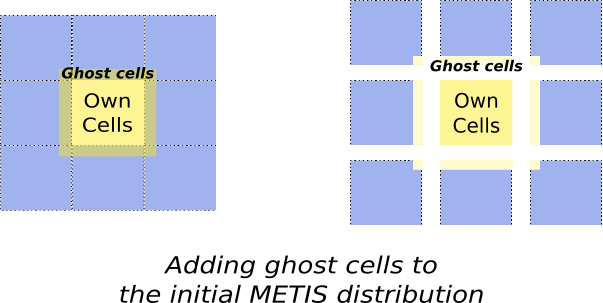 Ghost cells
Own
Cells
Ghost cells
Own
Cells
Adding ghost cells to
the initial METIS distribution